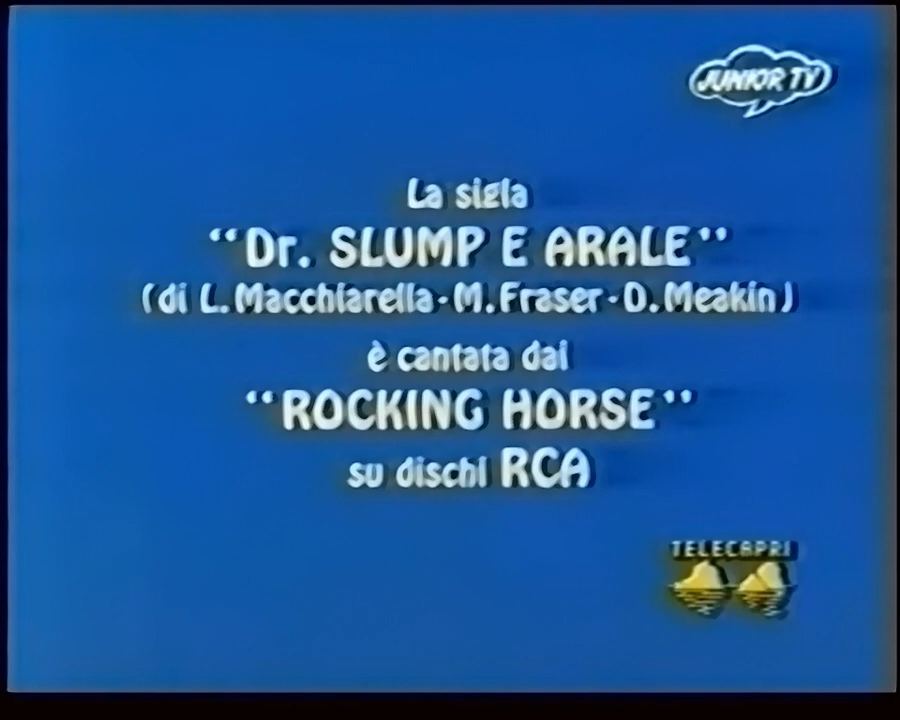 JUNIOR TV
La sigla
“Dr. SLUMP E ARALE”
(di L. Macchiarella · M. Fraser · D. Meakin)
è cantata dai
“ROCKING HORSE”
su dischi RCA
TELECAPRI